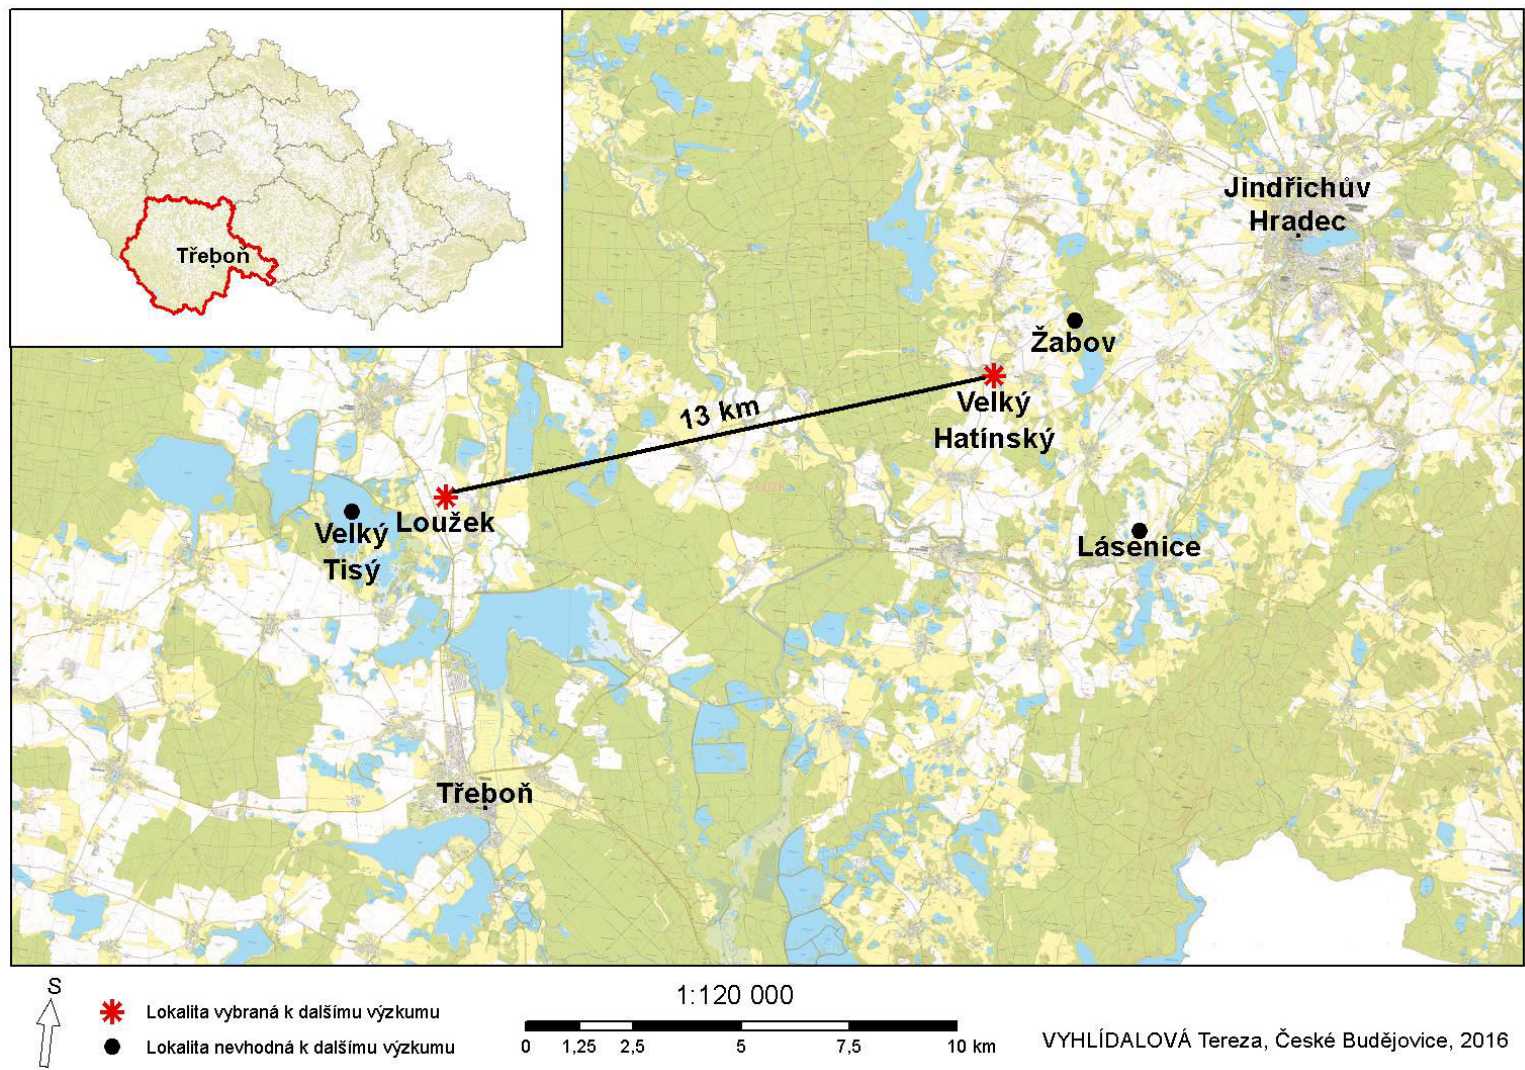 Třeboň
Jindřichův
Hradec
Žabov
13 km
Velký
Hatínský
Loužek
Velký
Tisý
Lásenice
Třeboň
S
1:120 000
Lokalita vybraná k dalšímu výzkumu
Lokalita nevhodná k dalšímu výzkumu
0 1,25 2,5 5 7,5 10 km
VYHLÍDALOVÁ Tereza, České Budějovice, 2016